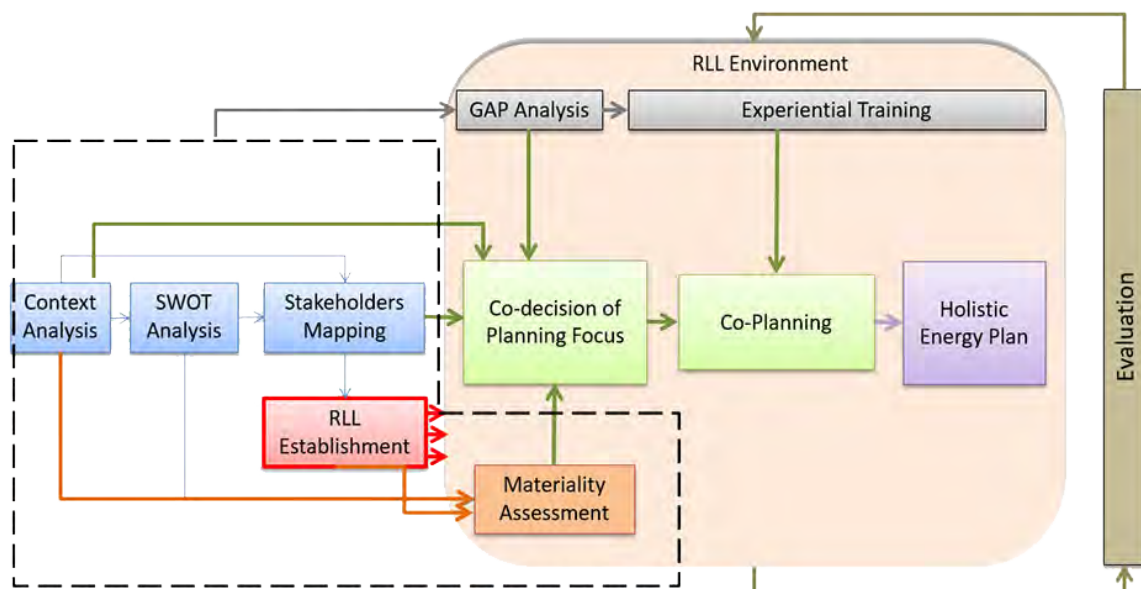 RLL Environment
GAP Analysis
Experiential Training
Context
Analysis
SWOT
Analysis
Stakeholders
Mapping
Co-decision of
Planning Focus
Co-Planning
Holistic
Energy Plan
RLL
Establishment
Materiality
Assessment
Evaluation